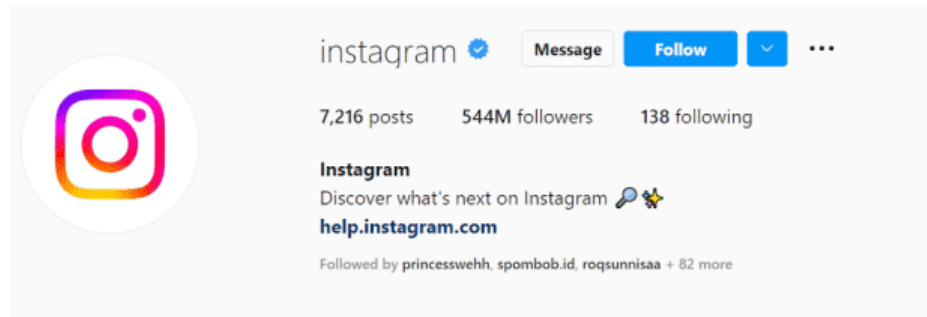 instagram Message Follow
7,216 posts 544M followers 138 following
Instagram
Discover what's next on Instagram 🔎✨
help.instagram.com
Followed by princesswehh, spombob.id, roqsunnisaa + 82 more